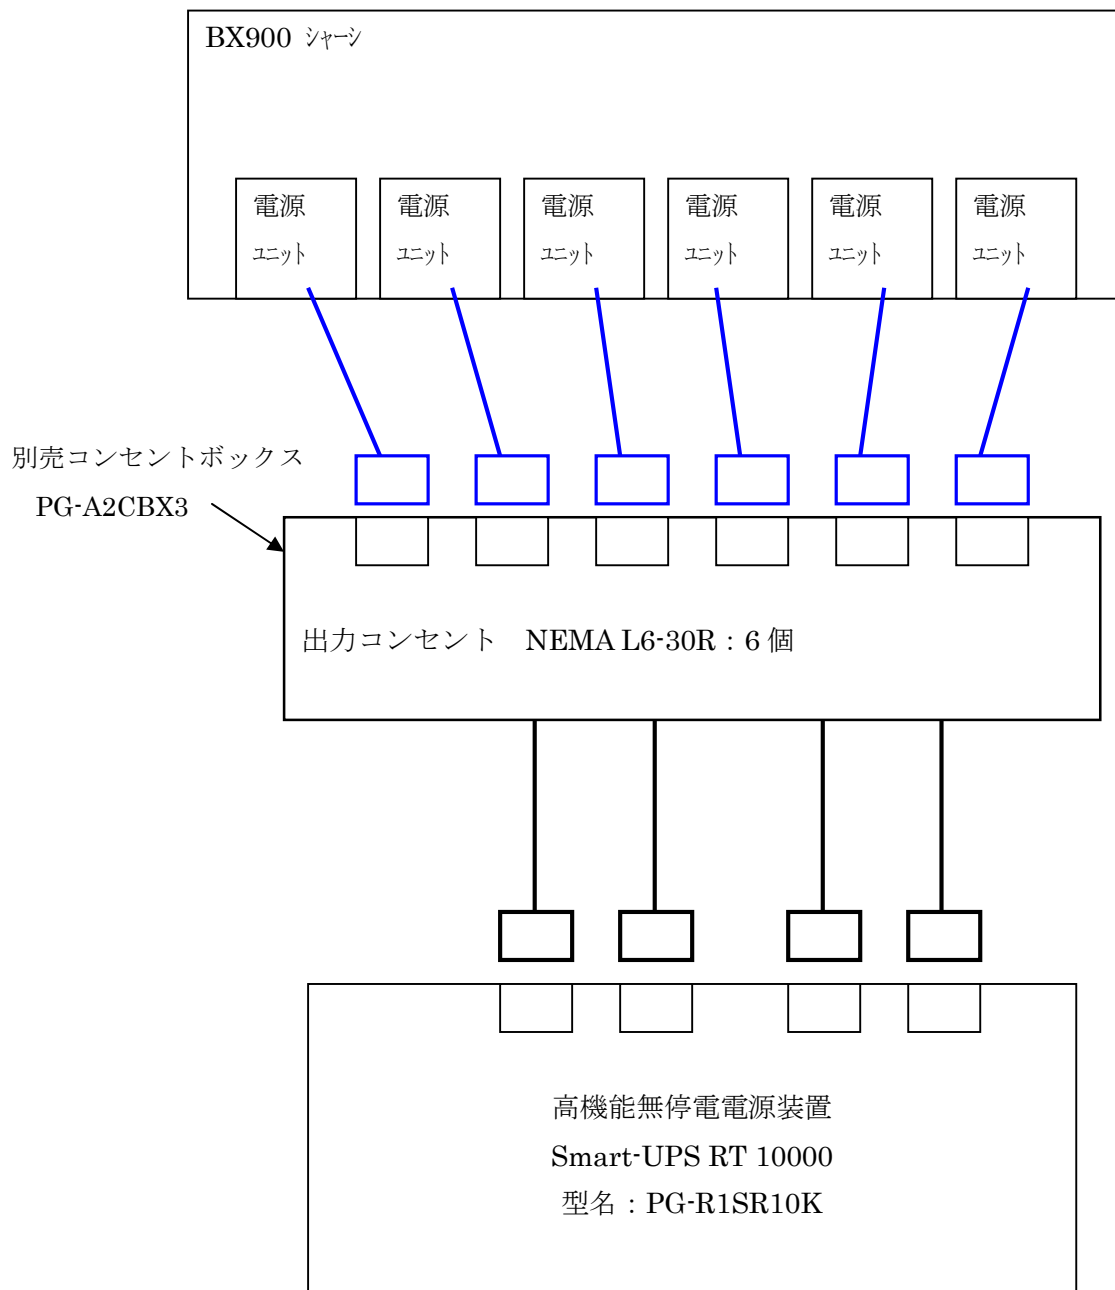 BX900 ｼｬｰｼ
電源 電源 電源 電源 電源 電源
ﾕﾆｯﾄ ﾕﾆｯﾄ ﾕﾆｯﾄ ﾕﾆｯﾄ ﾕﾆｯﾄ ﾕﾆｯﾄ
別売コンセントボックス
PG-A2CBX3
出力コンセント　NEMA L6-30R：6 個
高機能無停電電源装置
Smart-UPS RT 10000
型名：PG-R1SR10K